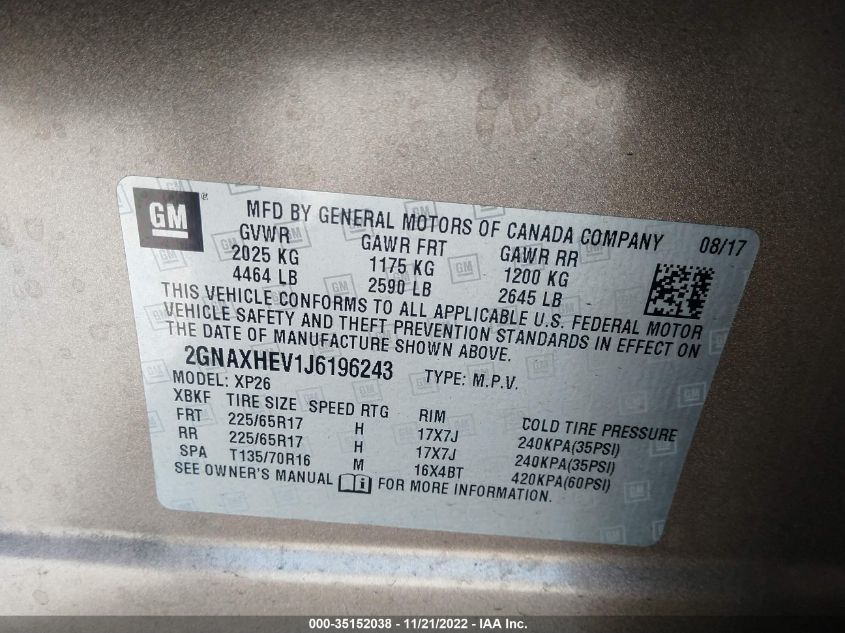 GM ®
MFD BY GENERAL MOTORS OF CANADA COMPANY 08/17
GVWR GAWR FRT GAWR RR
2025 KG 1175 KG 1200 KG
4464 LB 2590 LB 2645 LB
THIS VEHICLE CONFORMS TO ALL APPLICABLE U.S. FEDERAL MOTOR
VEHICLE SAFETY AND THEFT PREVENTION STANDARDS IN EFFECT ON
THE DATE OF MANUFACTURE SHOWN ABOVE.
2GNAXHEV1J6196243 TYPE: M.P.V.
MODEL: XP26
XBKF TIRE SIZE SPEED RTG RIM COLD TIRE PRESSURE
FRT 225/65R17 H 17X7J 240KPA(35PSI)
RR 225/65R17 H 17X7J 240KPA(35PSI)
SPA T135/70R16 M 16X4BT 420KPA(60PSI)
SEE OWNER'S MANUAL i FOR MORE INFORMATION.
000-35152038 - 11/21/2022 - IAA Inc.